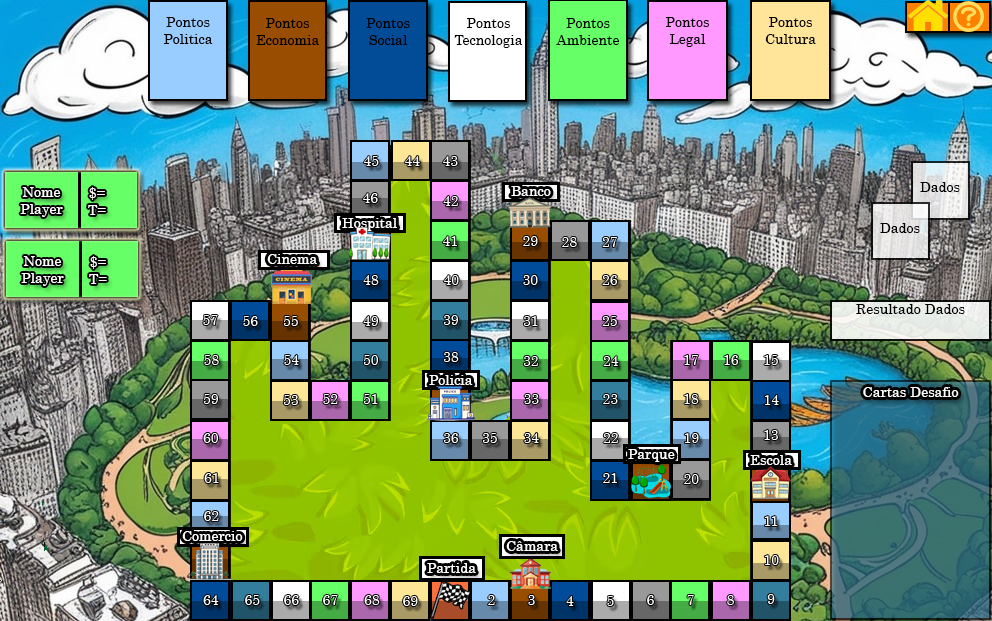 Pontos
Politica
Pontos
Economia
Pontos
Social
Pontos
Tecnologia
Pontos
Ambiente
Pontos
Legal
Pontos
Cultura
?
Nome
Player
$=
T=
Nome
Player
$=
T=
Dados
Dados
Resultado Dados
Cartas Desafio
45 44 43
46 42
Hospital
Banco
41 29 28 27
Cinema
CINEMA
48 40 30 26
57 56 55 49 39 31 25
58 54 50 38 32 24 17 16 15
Policia
59 53 52 51 33 23 18 14
60 36 35 34 22 19 13
Parque
Escola
61 21 20
62 11
Comercio
Câmara
10
Partida
64 65 66 67 68 69 2 3 4 5 6 7 8 9